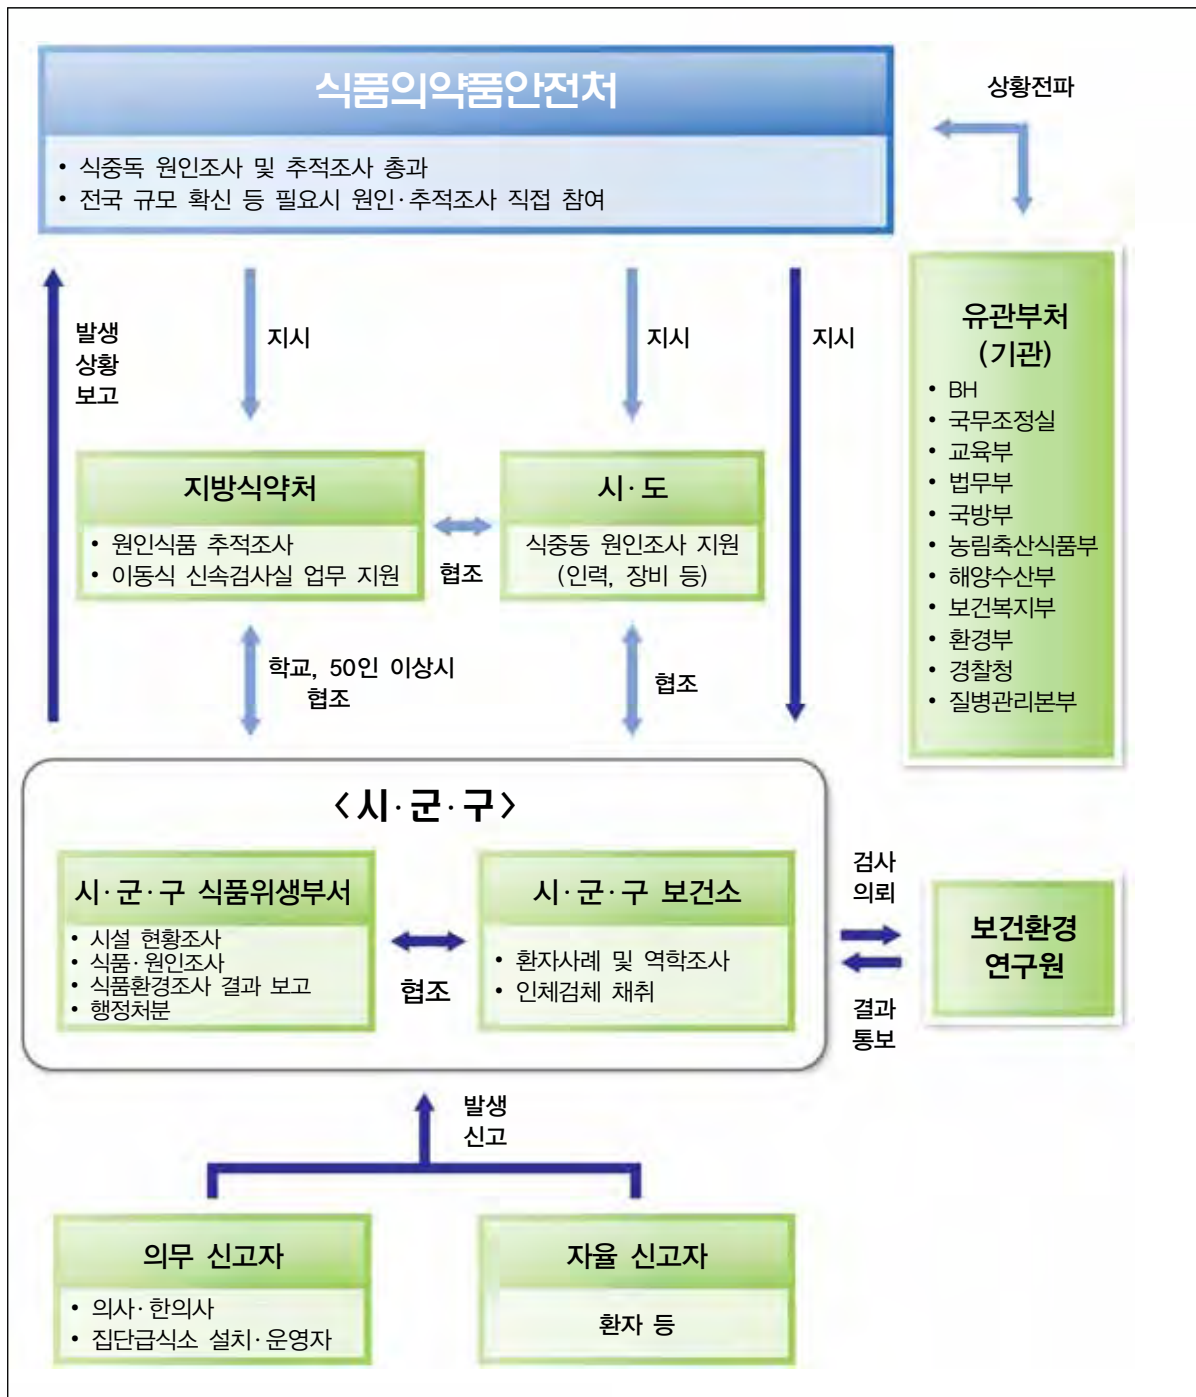 식품의약품안전처
• 식중독 원인조사 및 추적조사 총과
• 전국 규모 확신 등 필요시 원인·추적조사 직접 참여
상황전파
발생
상황
보고
지시
지시
지시
유관부처
(기관)
• BH
• 국무조정실
• 교육부
• 법무부
• 국방부
• 농림축산식품부
• 해양수산부
• 보건복지부
• 환경부
• 경찰청
• 질병관리본부
지방식약처
• 원인식품 추적조사
• 이동식 신속검사실 업무 지원
협조
시·도
식중동 원인조사 지원
(인력, 장비 등)
학교, 50인 이상시
협조
협조
<시·군·구>
시·군·구 식품위생부서
• 시설 현황조사
• 식품·원인조사
• 식품환경조사 결과 보고
• 행정처분
협조
시·군·구 보건소
• 환자사례 및 역학조사
• 인체검체 채취
검사
의뢰
결과
통보
보건환경
연구원
발생
신고
의무 신고자
• 의사·한의사
• 집단급식소 설치·운영자
자율 신고자
환자 등